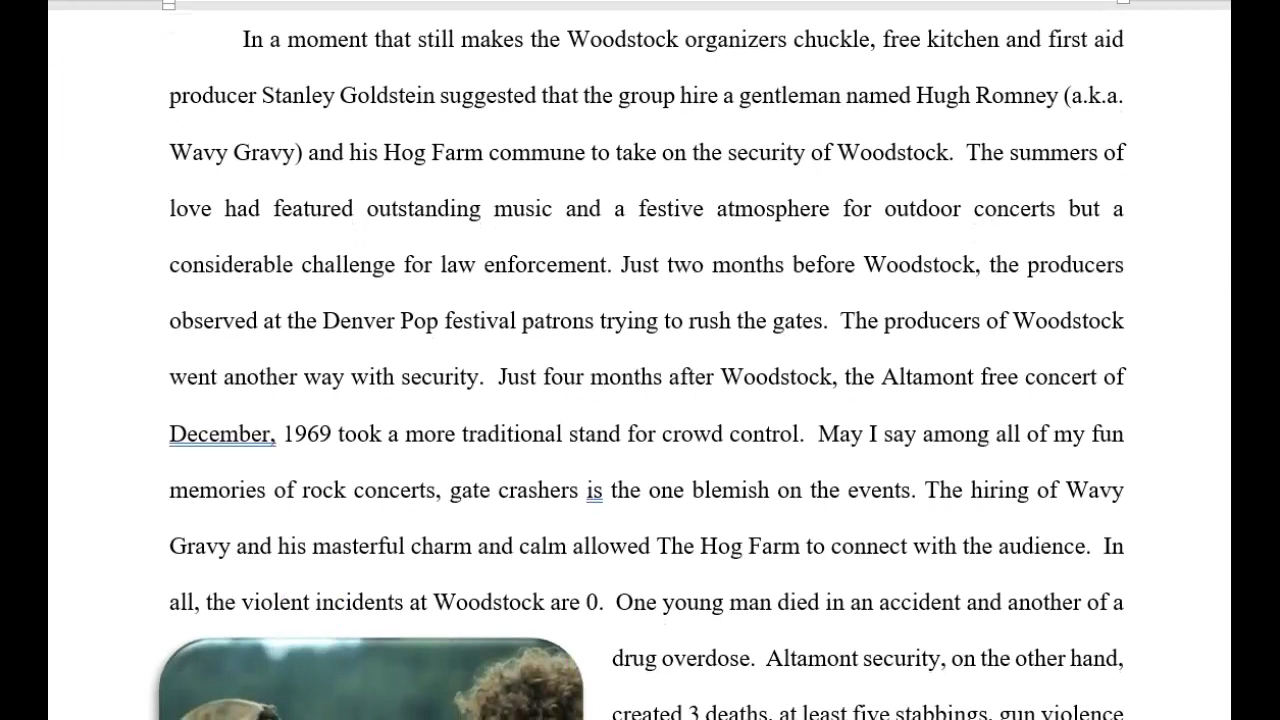 In a moment that still makes the Woodstock organizers chuckle, free kitchen and first aid
producer Stanley Goldstein suggested that the group hire a gentleman named Hugh Romney (a.k.a.
Wavy Gravy) and his Hog Farm commune to take on the security of Woodstock.  The summers of
love had featured outstanding music and a festive atmosphere for outdoor concerts but a
considerable challenge for law enforcement. Just two months before Woodstock, the producers
observed at the Denver Pop festival patrons trying to rush the gates.  The producers of Woodstock
went another way with security.  Just four months after Woodstock, the Altamont free concert of
December, 1969 took a more traditional stand for crowd control.  May I say among all of my fun
memories of rock concerts, gate crashers is the one blemish on the events. The hiring of Wavy
Gravy and his masterful charm and calm allowed The Hog Farm to connect with the audience.  In
all, the violent incidents at Woodstock are 0.  One young man died in an accident and another of a
drug overdose.  Altamont security, on the other hand,
created 3 deaths, at least five stabbings, gun violence